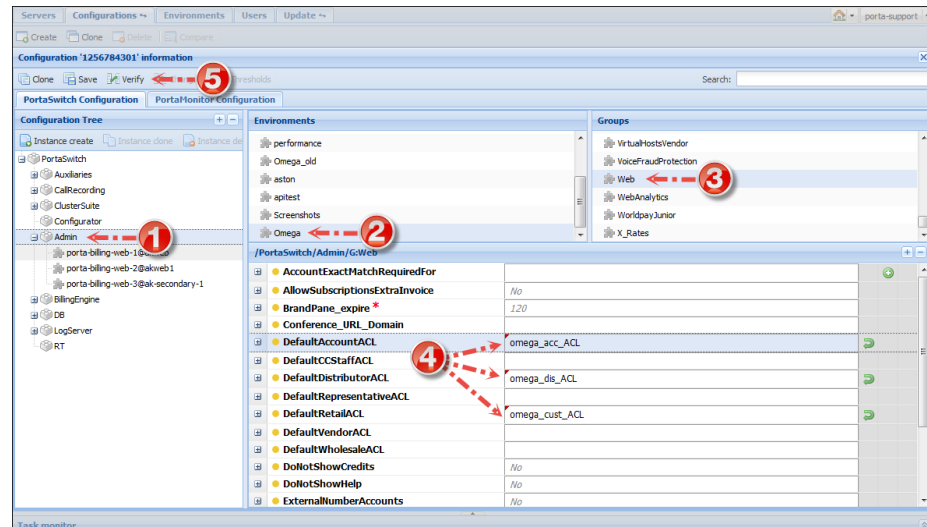 Servers Configurations Environments Users Update porta-support
Create Clone Delete Compare
Configuration '1256784301' information
Clone Save Verify 5 resholds Search:
PortaSwitch Configuration PortaMonitor Configuration
Configuration Tree
Instance create Instance clone Instance de
PortaSwitch
Auxiliaries
CallRecording
ClusterSuite
Configurator
Admin 1
porta-billing-web-1@
porta-billing-web-2@akweb1
porta-billing-web-3@ak-secondary-1
BillingEngine
DB
LogServer
RT
Environments
performance
Omega_old
aston
apitest
Screenshots
Omega 2
Groups
VirtualHostsVendor
VoiceFraudProtection
Web 3
WebAnalytics
WorldpayJunior
X_Rates
/PortaSwitch/Admin/G:Web
AccountExactMatchRequiredFor
AllowSubscriptionsExtraInvoice No
BrandPane_expire * 120
Conference_URL_Domain
DefaultAccountACL omega_acc_ACL
DefaultCCStaffACL 4
DefaultDistributorACL omega_dis_ACL
DefaultRepresentativeACL
DefaultRetailACL omega_cust_ACL
DefaultVendorACL
DefaultWholesaleACL
DoNotShowCredits No
DoNotShowHelp No
ExternalNumberAccounts No
Task monitor